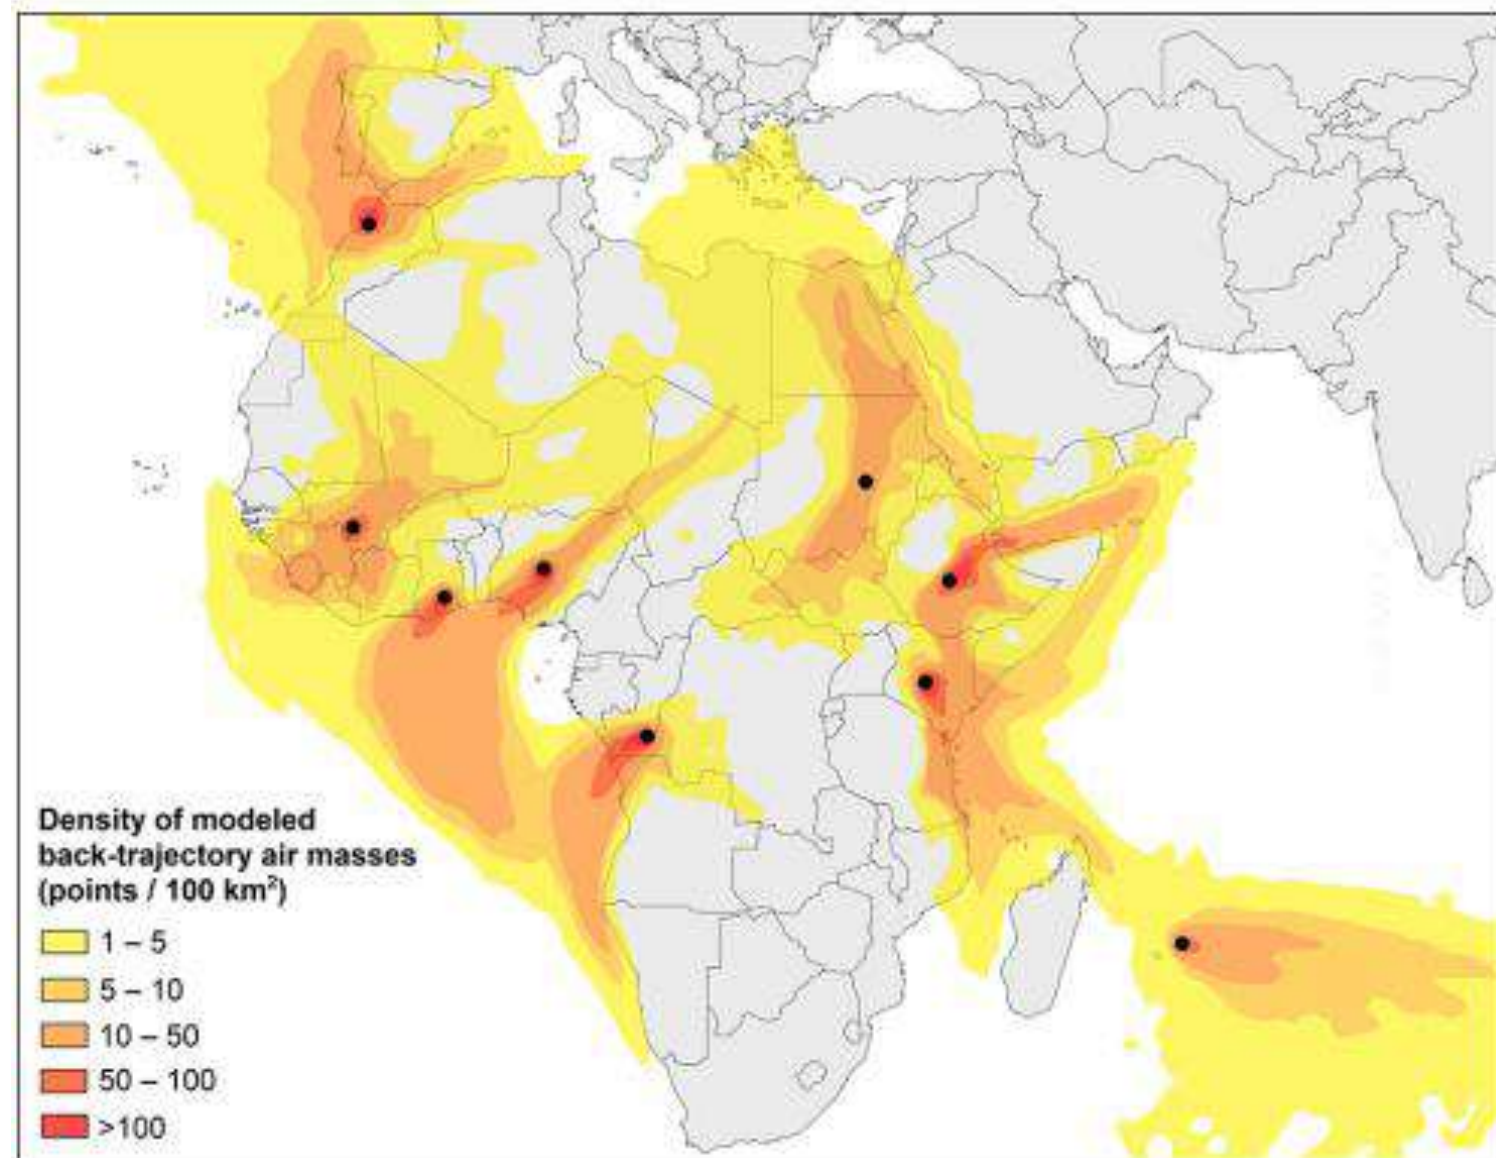 Density of modeled
back-trajectory air masses
(points / 100 km²)
1 – 5
5 – 10
10 – 50
50 – 100
>100